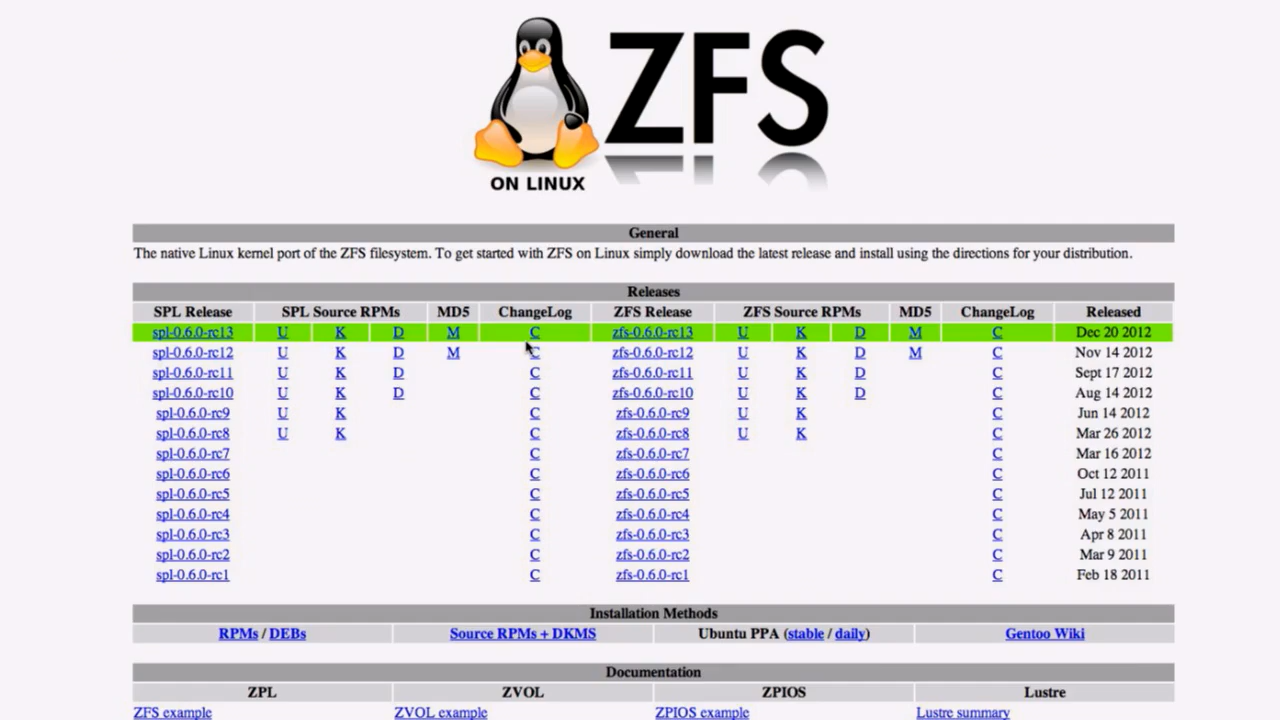 ZFS
ON LINUX
General
The native Linux kernel port of the ZFS filesystem. To get started with ZFS on Linux simply download the latest release and install using the directions for your distribution.
Releases
SPL Release SPL Source RPMs MD5 ChangeLog ZFS Release ZFS Source RPMs MD5 ChangeLog Released
spl-0.6.0-rc13 U K D M C zfs-0.6.0-rc13 U K D M C Dec 20 2012
spl-0.6.0-rc12 U K D M C zfs-0.6.0-rc12 U K D M C Nov 14 2012
spl-0.6.0-rc11 U K D C zfs-0.6.0-rc11 U K D C Sept 17 2012
spl-0.6.0-rc10 U K D C zfs-0.6.0-rc10 U K D C Aug 14 2012
spl-0.6.0-rc9 U K C zfs-0.6.0-rc9 U K C Jun 14 2012
spl-0.6.0-rc8 U K C zfs-0.6.0-rc8 U K C Mar 26 2012
spl-0.6.0-rc7 C zfs-0.6.0-rc7 C Mar 16 2012
spl-0.6.0-rc6 C zfs-0.6.0-rc6 C Oct 12 2011
spl-0.6.0-rc5 C zfs-0.6.0-rc5 C Jul 12 2011
spl-0.6.0-rc4 C zfs-0.6.0-rc4 C May 5 2011
spl-0.6.0-rc3 C zfs-0.6.0-rc3 C Apr 8 2011
spl-0.6.0-rc2 C zfs-0.6.0-rc2 C Mar 9 2011
spl-0.6.0-rc1 C zfs-0.6.0-rc1 C Feb 18 2011
Installation Methods
RPMs / DEBs Source RPMs + DKMS Ubuntu PPA (stable / daily) Gentoo Wiki
Documentation
ZPL ZVOL ZPIOS Lustre
ZFS example ZVOL example ZPIOS example Lustre summary